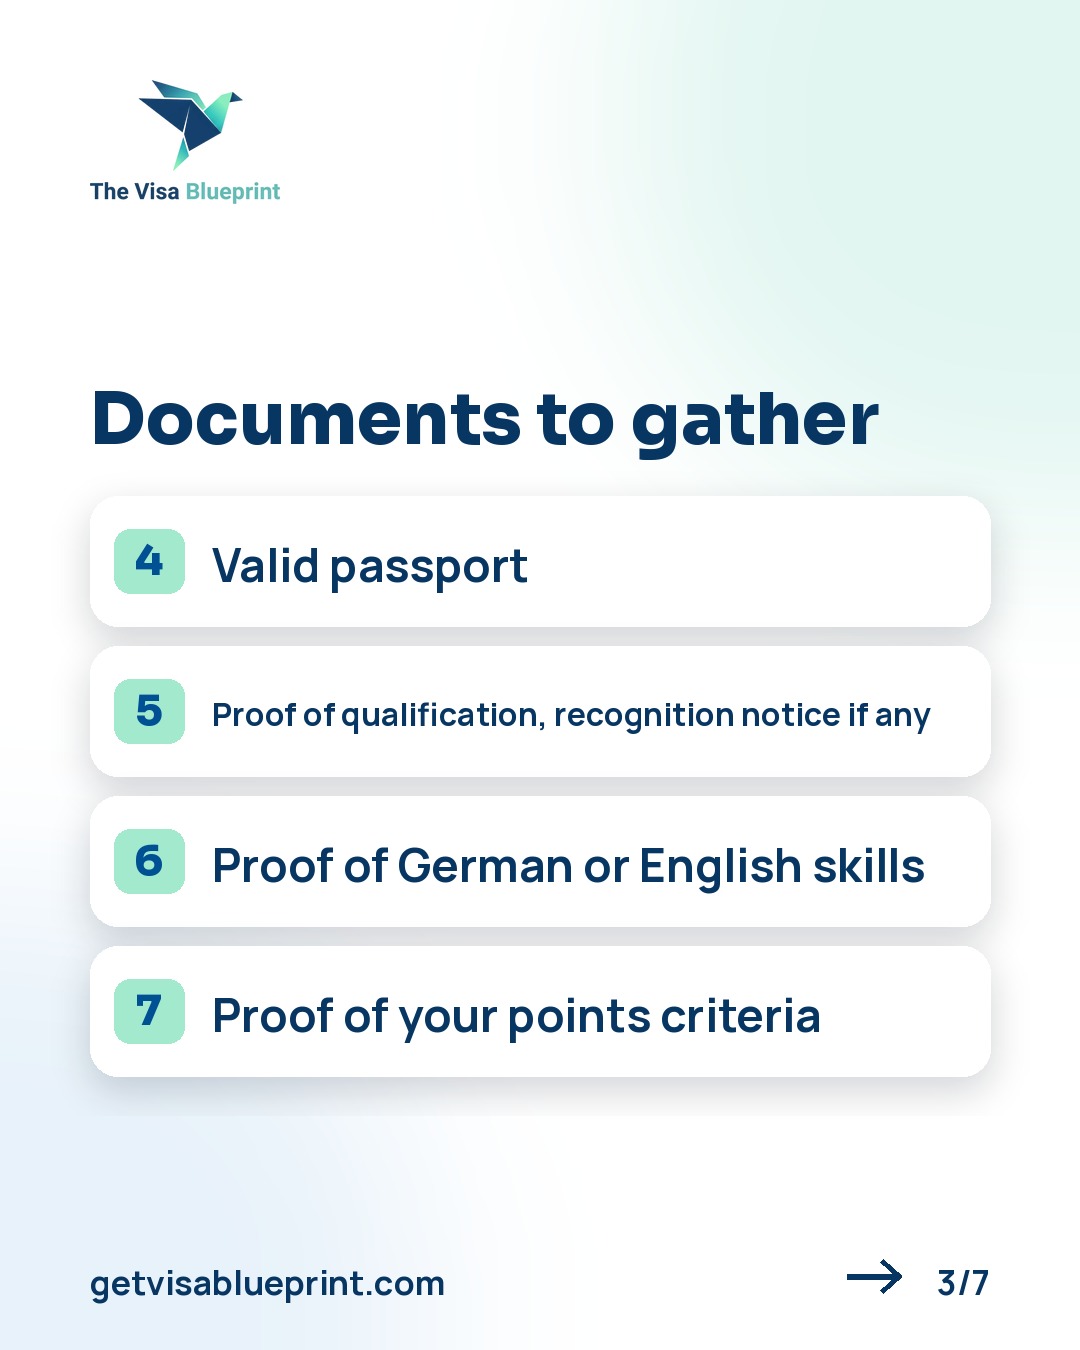 The Visa Blueprint
Documents to gather
4 Valid passport
5 Proof of qualification, recognition notice if any
6 Proof of German or English skills
7 Proof of your points criteria
getvisablueprint.com
3/7